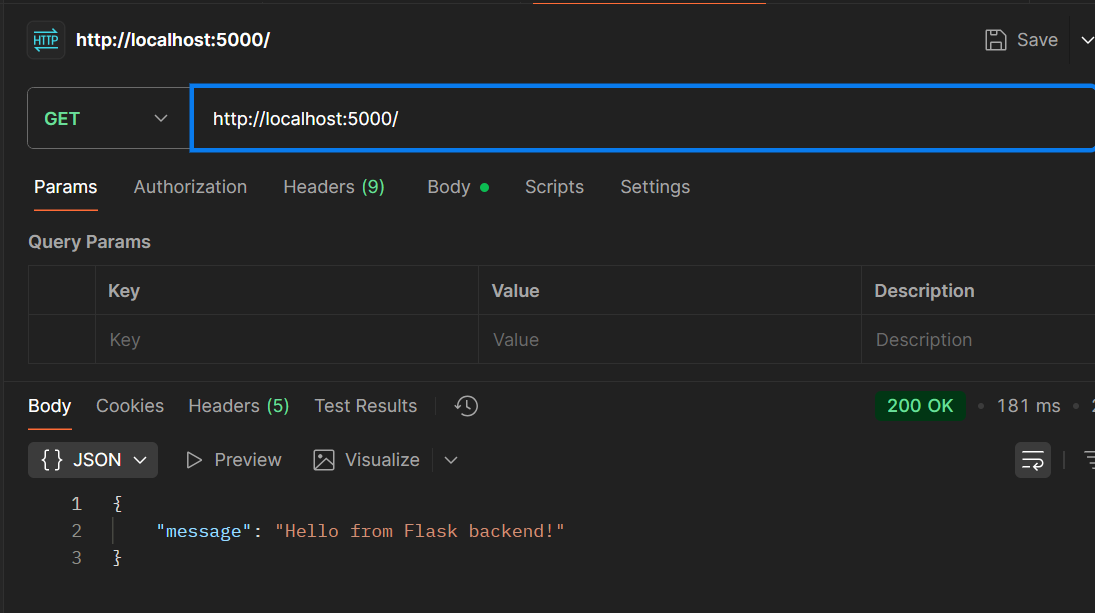 HTTP http://localhost:5000/ Save
GET http://localhost:5000/
Params Authorization Headers (9) Body Scripts Settings
Query Params
Key Value Description
Key Value Description
Body Cookies Headers (5) Test Results 200 OK • 181 ms •
{} JSON Preview Visualize
1 {
2 "message": "Hello from Flask backend!"
3 }